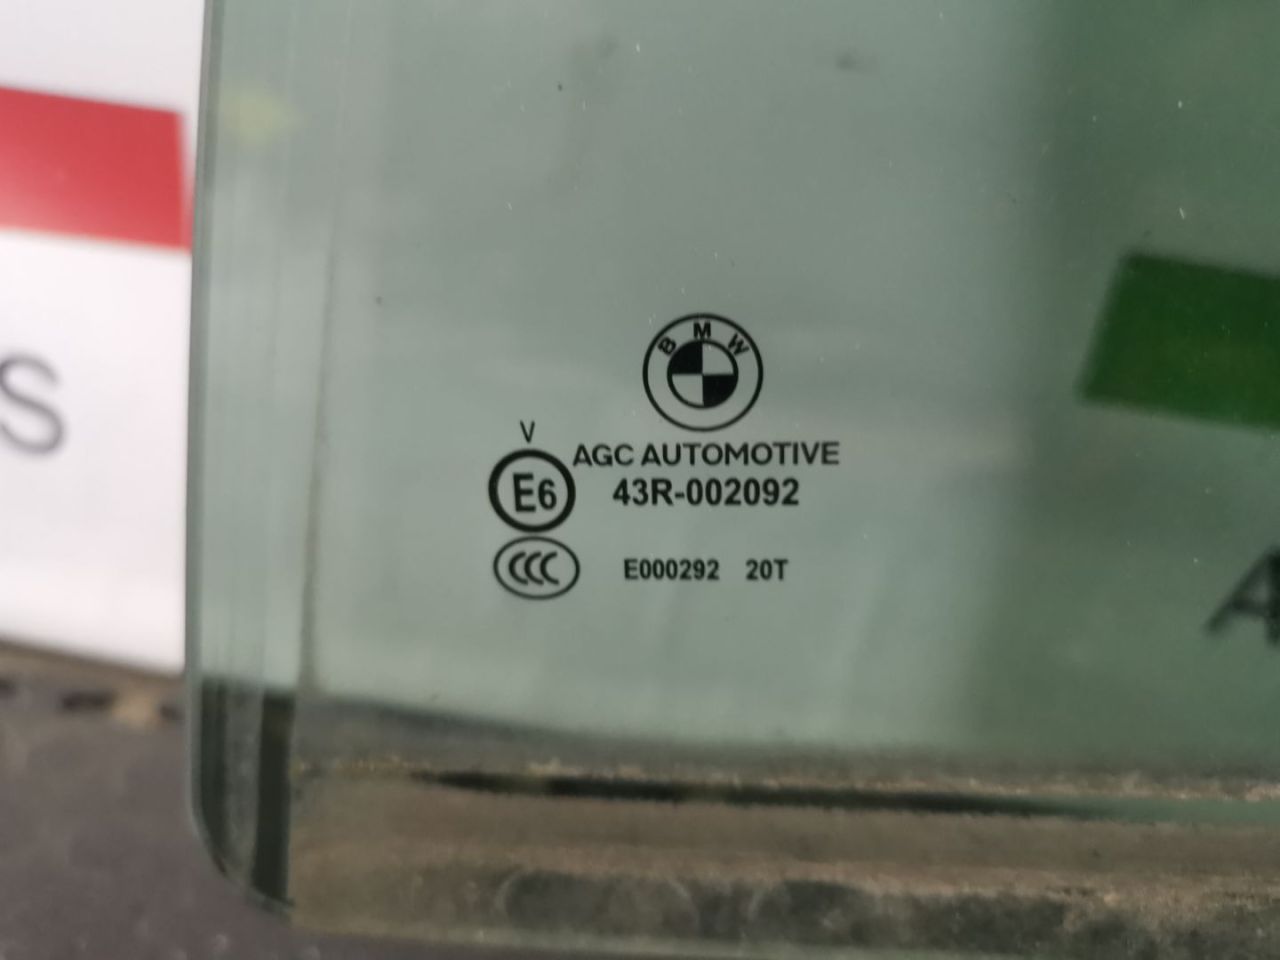 S
BMW
V
AGC AUTOMOTIVE
E6 43R-002092
CCC E000292 20T
A